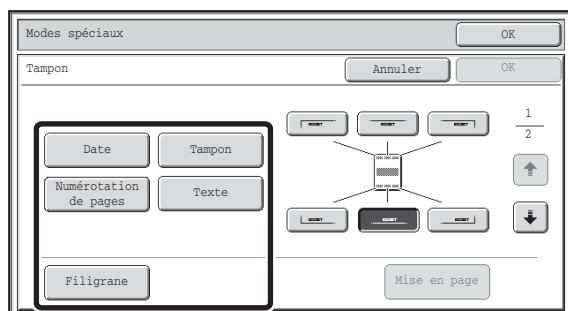 Modes spéciaux
OK
Tampon
Annuler
OK
1
2
Date
Tampon
Numérotation
de pages
Texte
Filigrane
Mise en page